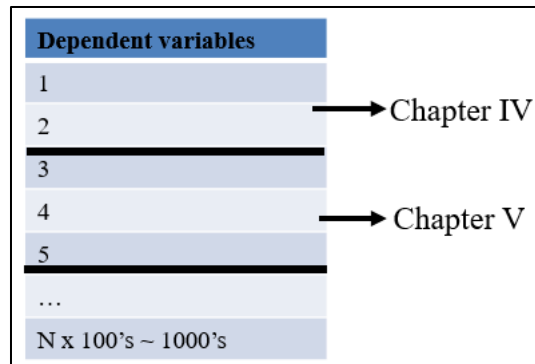 Dependent variables
1
Chapter IV
2
3
4
Chapter V
5
...
N x 100's ~ 1000's